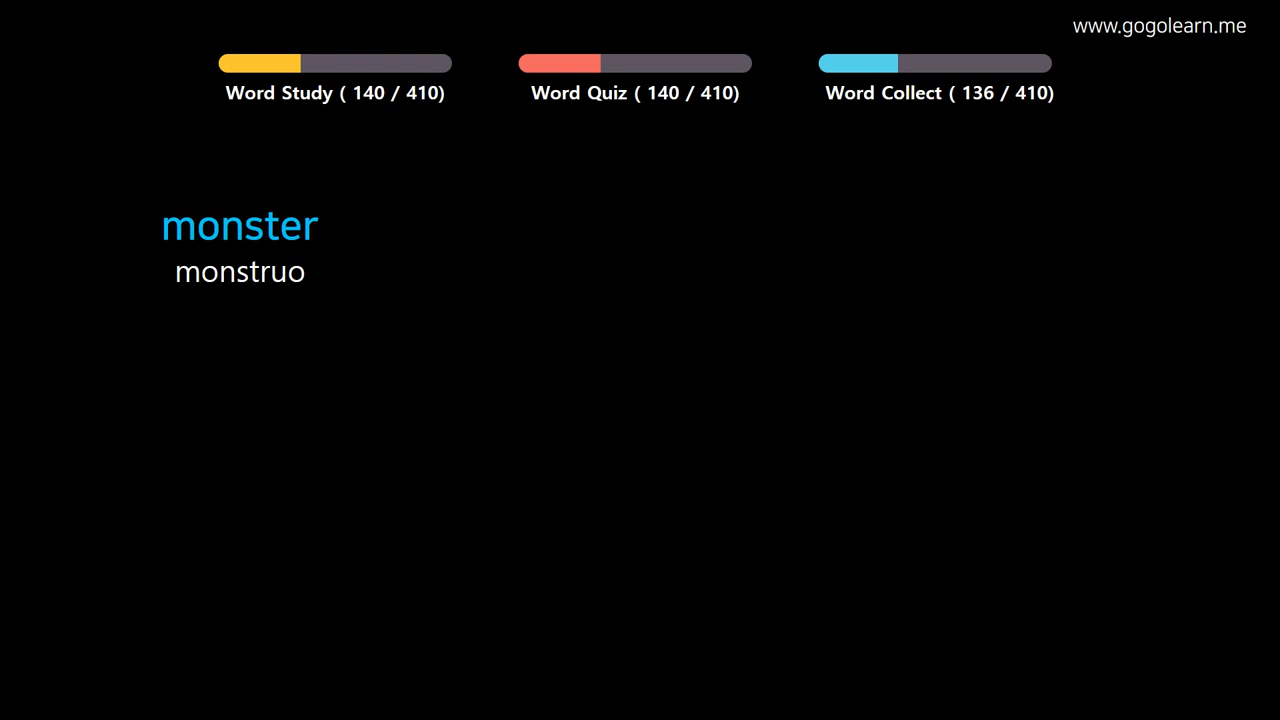 www.gogolearn.me
Word Study ( 140 / 410)
Word Quiz ( 140 / 410)
Word Collect ( 136 / 410)
monster
monstruo